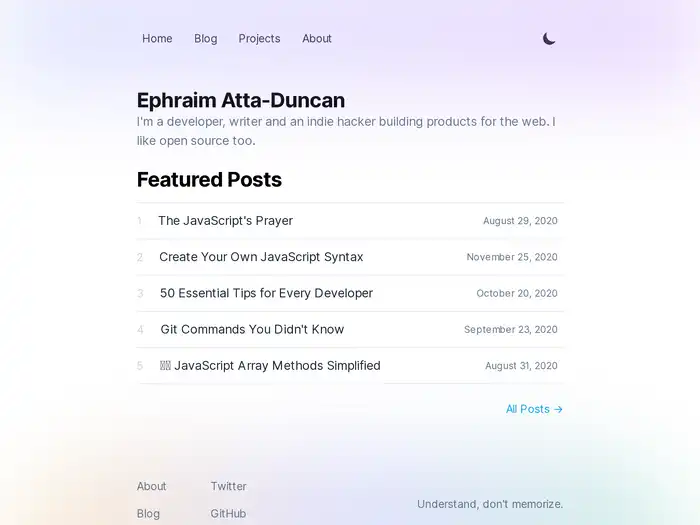 Home Blog Projects About
Ephraim Atta-Duncan
I'm a developer, writer and an indie hacker building products for the web. I
like open source too.
Featured Posts
1 The JavaScript's Prayer August 29, 2020
2 Create Your Own JavaScript Syntax November 25, 2020
3 50 Essential Tips for Every Developer October 20, 2020
4 Git Commands You Didn't Know September 23, 2020
5 JavaScript Array Methods Simplified August 31, 2020
All Posts →
About Twitter
Understand, don't memorize.
Blog GitHub